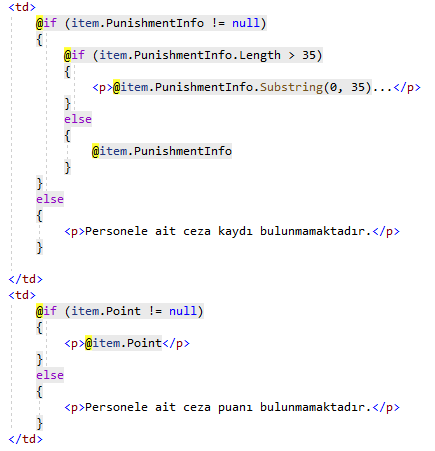 <td>
@if (item.PunishmentInfo != null)
{
@if (item.PunishmentInfo.Length > 35)
{
<p>@item.PunishmentInfo.Substring(0, 35)...</p>
}
else
{
@item.PunishmentInfo
}
}
else
{
<p>Personele ait ceza kaydı bulunmamaktadır.</p>
}
</td>
<td>
@if (item.Point != null)
{
<p>@item.Point</p>
}
else
{
<p>Personele ait ceza puanı bulunmamaktadır.</p>
}
</td>